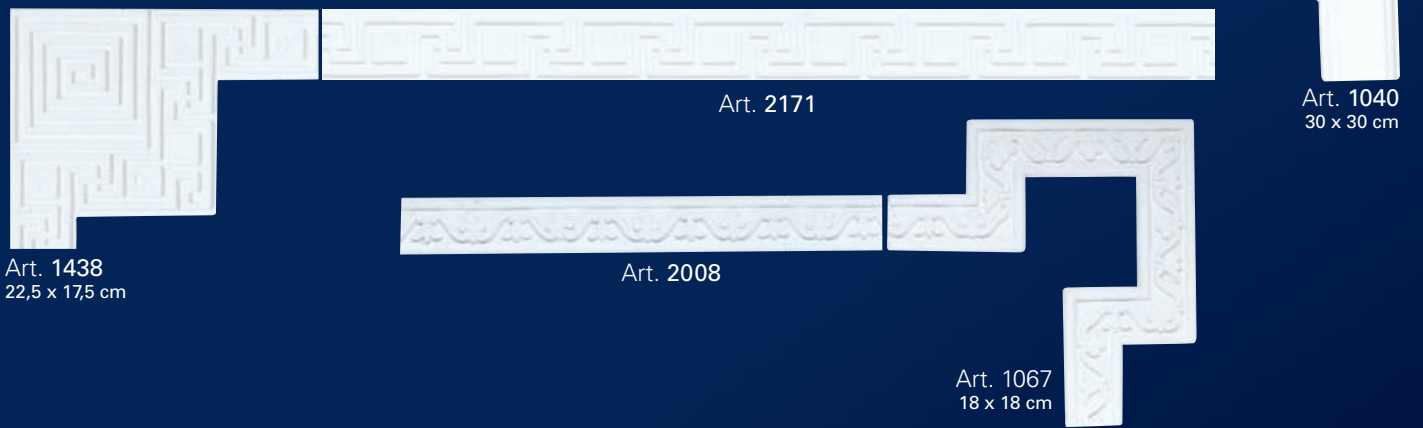 Art. 2171
Art. 1040
30 x 30 cm
Art. 1438
22,5 x 17,5 cm
Art. 2008
Art. 1067
18 x 18 cm